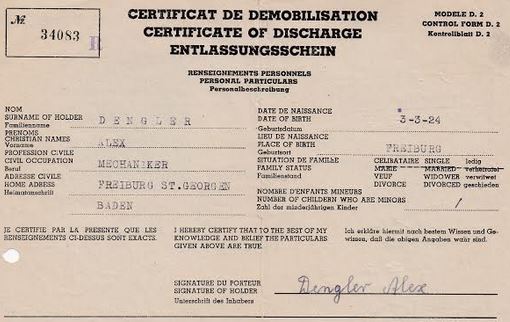 № 34083 R
CERTIFICAT DE DEMOBILISATION
CERTIFICATE OF DISCHARGE
ENTLASSUNGSSCHEIN
MODELE D. 2
CONTROL FORM D. 2
Kontrollblatt D. 2
RENSEIGNEMENTS PERSONNELS
PERSONAL PARTICULARS
Personalbeschreibung
NOM
SURNAME OF HOLDER DENGLER
Familienname
PRENOMS
CHRISTIAN NAMES ALEX
Vorname
PROFESSION CIVILE
CIVIL OCCUPATION MECHANIKER
Beruf
ADRESSE CIVILE
HOME ADRESS FREIBURG ST.GEORGEN
Heimatanschrift
BADEN
DATE DE NAISSANCE
DATE OF BIRTH 3-3-24
Geburtsdatum
LIEU DE NAISSANCE
PLACE OF BIRTH FREIBURG
Geburtsort
SITUATION DE FAMILLE CELIBATAIRE SINGLE ledig
FAMILY STATUS MARIE MARRIED verheiratet
Familienstand VEUF WIDOWER verwitwet
DIVORCE DIVORCED geschieden
NOMBRE D'ENFANTS MINEURS
NUMBER OF CHILDERN WHO ARE MINORS /
Zahl der minderjährigen Kinder
JE CERTIFIE PAR LA PRESENTE QUE LES
RENSEIGNEMENTS CI-DESSUS SONT EXACTS.
I HEREBY CERTIFY THAT TO THE BEST OF MY
KNOWLEDGE AND BELIEF THE PARTICULARS
GIVEN ABOVE ARE TRUE.
Ich erkläre hiermit nach bestem Wissen und Ge-
wissen, daß die obigen Angaben wahr sind.
SIGNATURE DU PORTEUR
SIGNATURE OF HOLDER Dengler Alex
Unterschrift des Inhabers